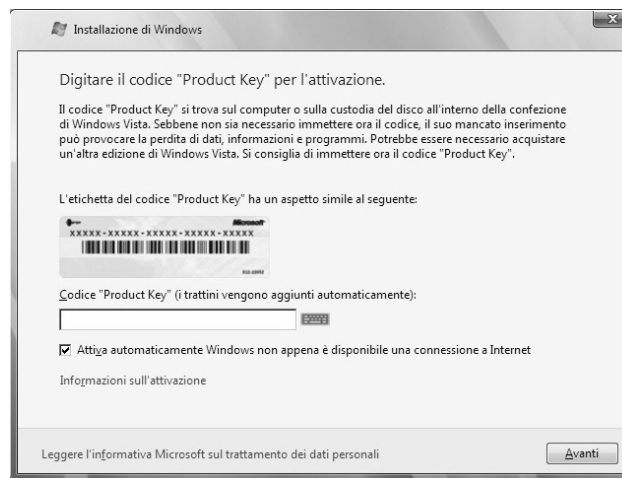 Installazione di Windows
Digitare il codice "Product Key" per l'attivazione.
Il codice "Product Key" si trova sul computer o sulla custodia del disco all'interno della confezione
di Windows Vista. Sebbene non sia necessario immettere ora il codice, il suo mancato inserimento
può provocare la perdita di dati, informazioni e programmi. Potrebbe essere necessario acquistare
un'altra edizione di Windows Vista. Si consiglia di immettere ora il codice "Product Key".
L'etichetta del codice "Product Key" ha un aspetto simile al seguente:
Microsoft
XXXXX-XXXXX-XXXXX-XXXXX-XXXXX
Codice "Product Key" (i trattini vengono aggiunti automaticamente):
Attiva automaticamente Windows non appena è disponibile una connessione a Internet
Informazioni sull'attivazione
Leggere l'informativa Microsoft sul trattamento dei dati personali
Avanti